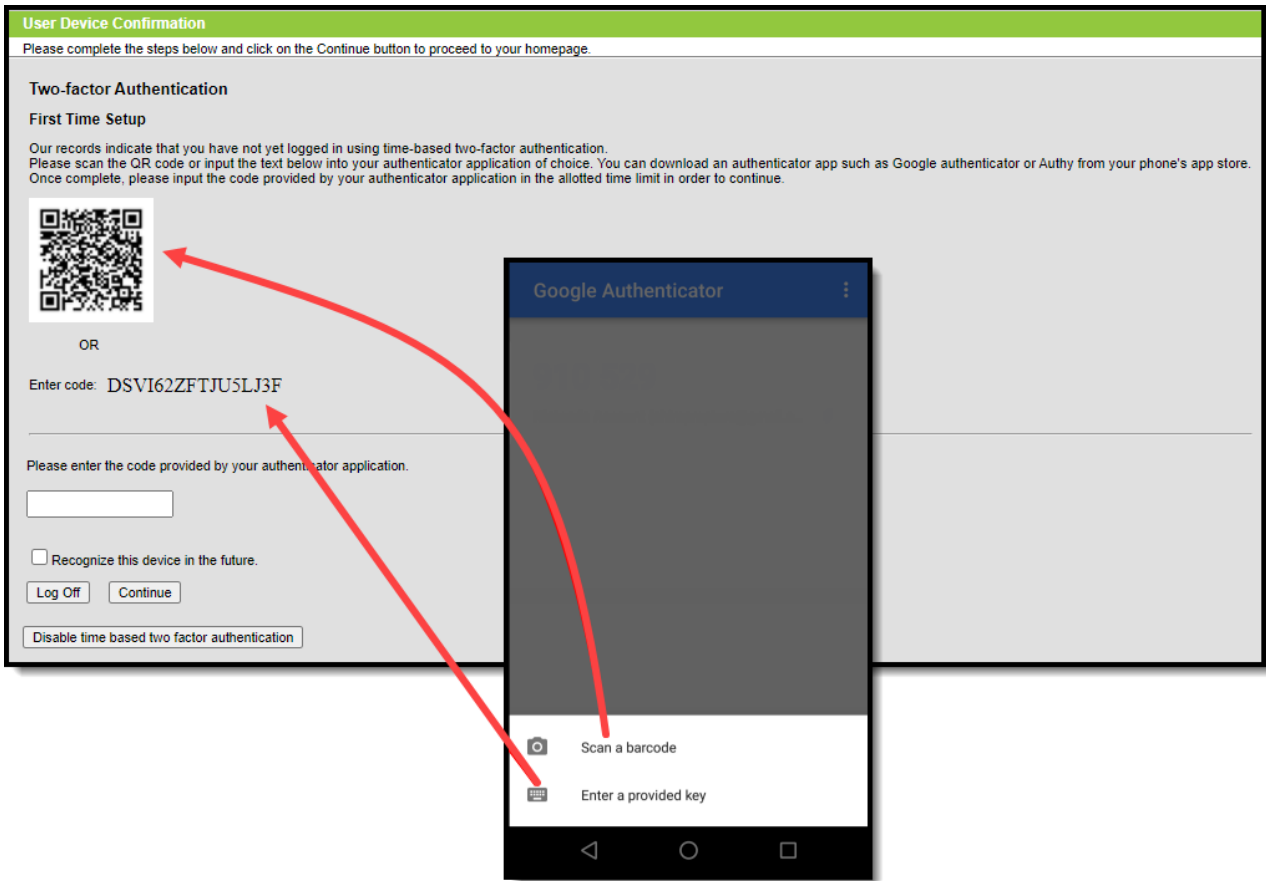 User Device Confirmation
Please complete the steps below and click on the Continue button to proceed to your homepage.
Two-factor Authentication
First Time Setup
Our records indicate that you have not yet logged in using time-based two-factor authentication.
Please scan the QR code or input the text below into your authenticator application of choice. You can download an authenticator app such as Google authenticator or Authy from your phone's app store.
Once complete, please input the code provided by your authenticator application in the allotted time limit in order to continue.
OR
Enter code: DSVI62ZFTJU5LJ3F
Please enter the code provided by your authenticator application.
Recognize this device in the future.
Log Off Continue
Disable time based two factor authentication
Google Authenticator
Scan a barcode
Enter a provided key